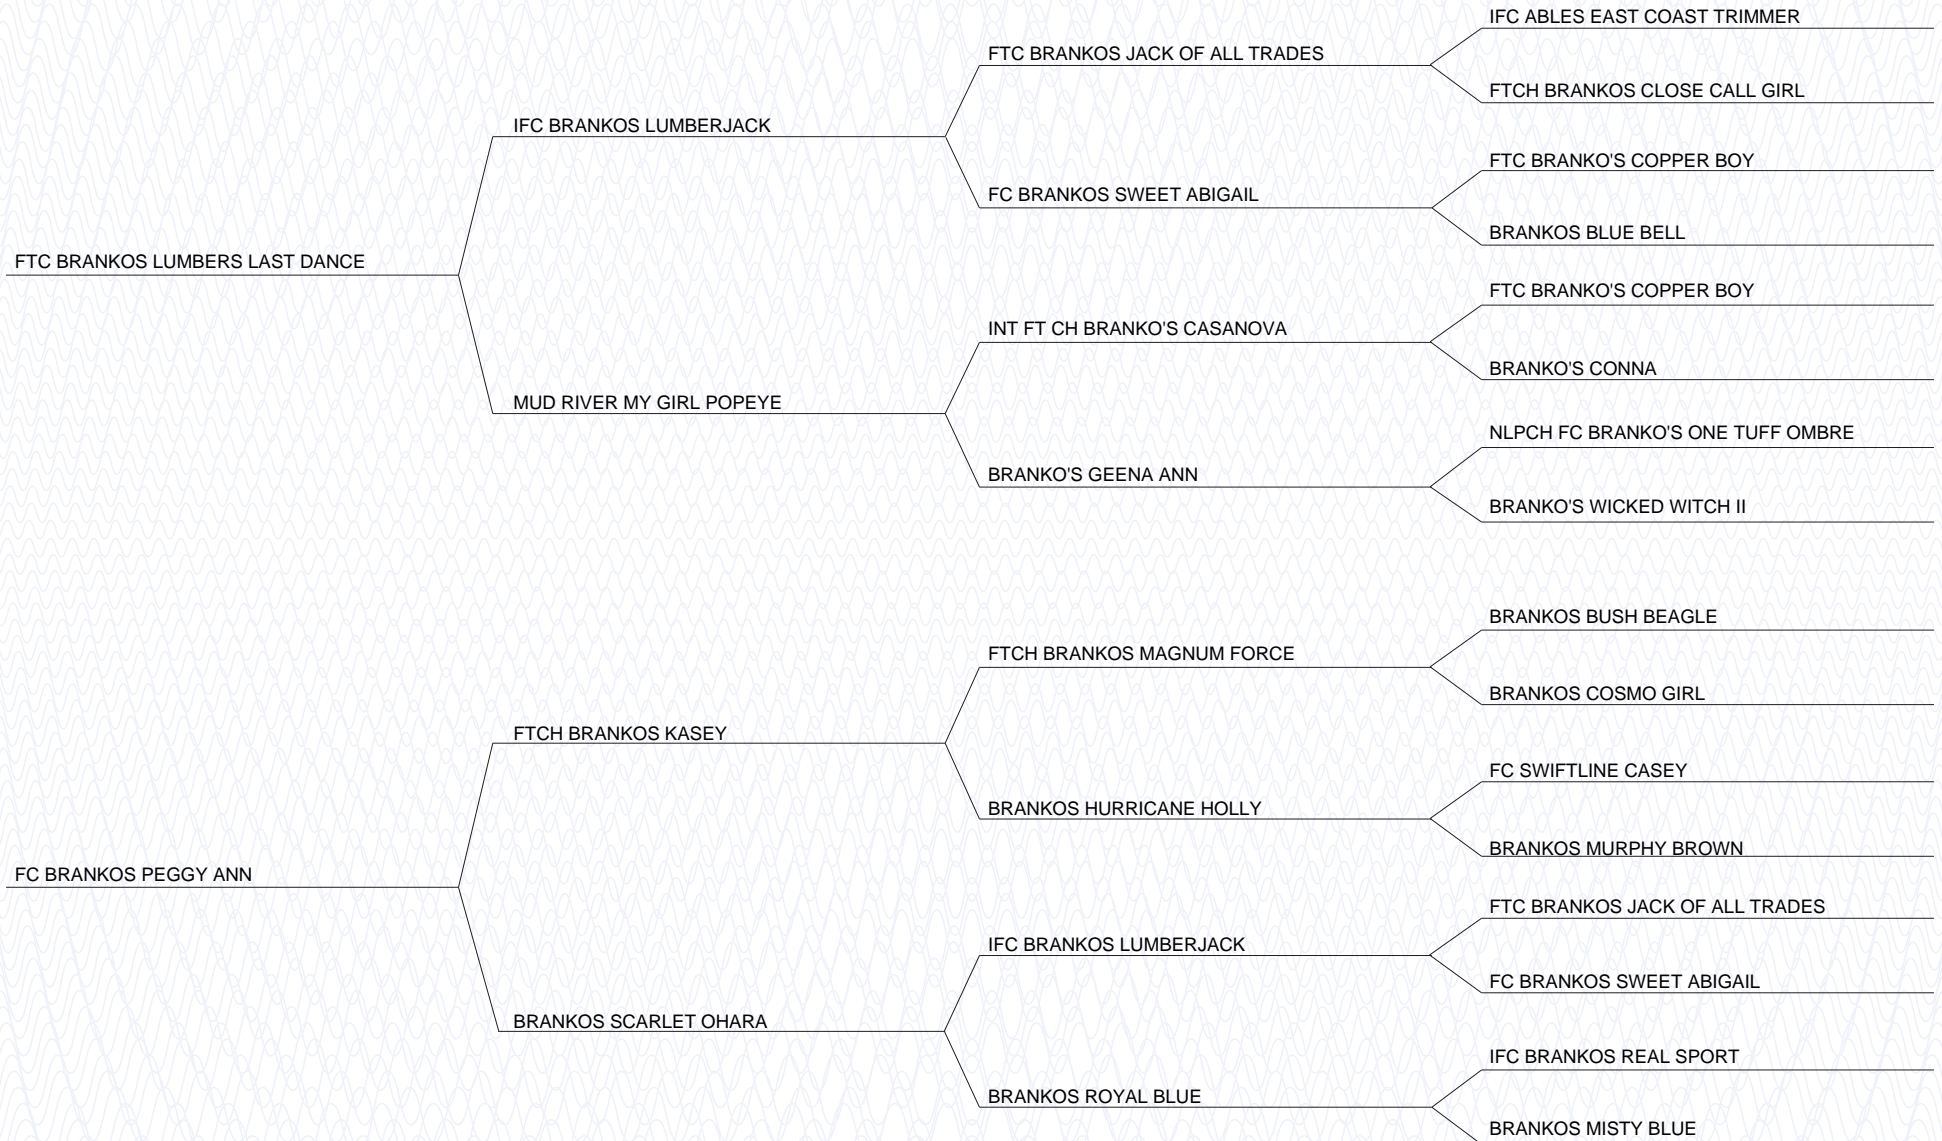 IFC ABLES EAST COAST TRIMMER
FTC BRANKOS JACK OF ALL TRADES
FTCH BRANKOS CLOSE CALL GIRL
IFC BRANKOS LUMBERJACK
FTC BRANKO'S COPPER BOY
FC BRANKOS SWEET ABIGAIL
BRANKOS BLUE BELL
FTC BRANKOS LUMBERS LAST DANCE
FTC BRANKO'S COPPER BOY
INT FT CH BRANKO'S CASANOVA
BRANKO'S CONNA
MUD RIVER MY GIRL POPEYE
NLPCH FC BRANKO'S ONE TUFF OMBRE
BRANKO'S GEENA ANN
BRANKO'S WICKED WITCH II
BRANKOS BUSH BEAGLE
FTCH BRANKOS MAGNUM FORCE
BRANKOS COSMO GIRL
FTCH BRANKOS KASEY
FC SWIFTLINE CASEY
BRANKOS HURRICANE HOLLY
BRANKOS MURPHY BROWN
FC BRANKOS PEGGY ANN
FTC BRANKOS JACK OF ALL TRADES
IFC BRANKOS LUMBERJACK
FC BRANKOS SWEET ABIGAIL
BRANKOS SCARLET OHARA
IFC BRANKOS REAL SPORT
BRANKOS ROYAL BLUE
BRANKOS MISTY BLUE